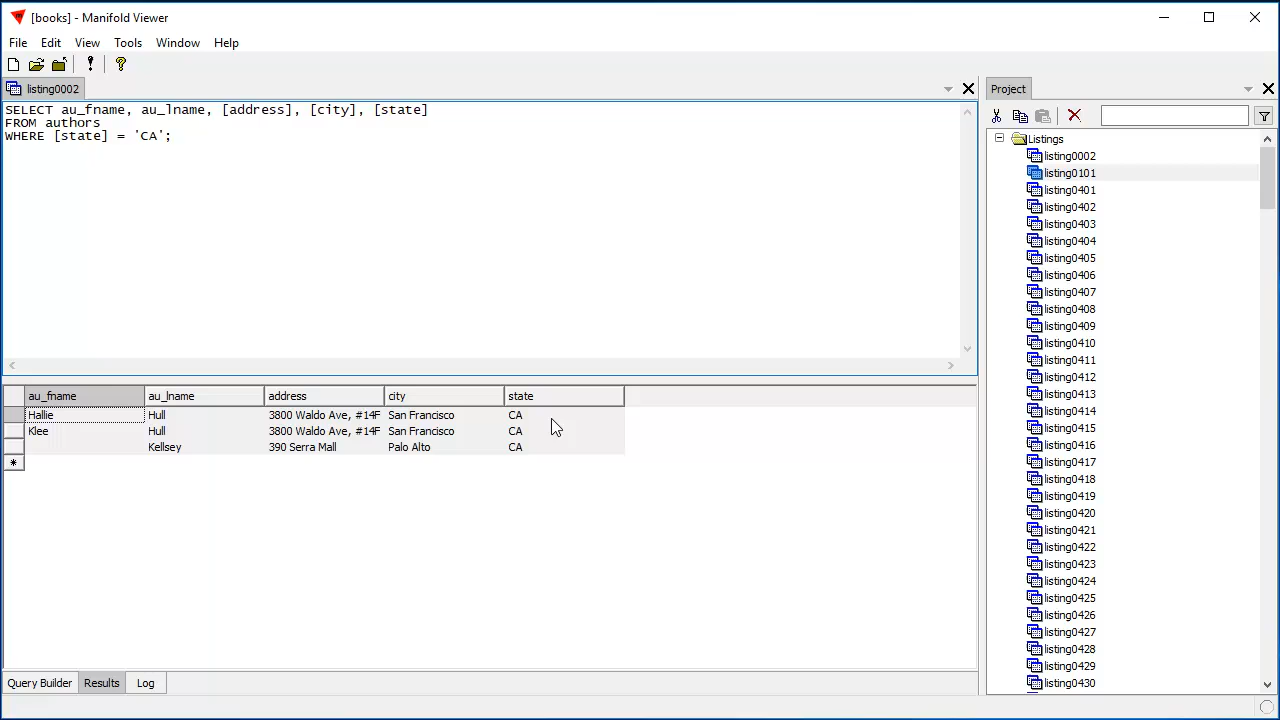 [books] - Manifold Viewer
File Edit View Tools Window Help
listing0002
SELECT au_fname, au_lname, [address], [city], [state]
FROM authors
WHERE [state] = 'CA';
au_fname au_lname address city state
Hallie Hull 3800 Waldo Ave, #14F San Francisco CA
Klee Hull 3800 Waldo Ave, #14F San Francisco CA
Kellsey 390 Serra Mall Palo Alto CA
Query Builder Results Log
Project
Listings
listing0002
listing0101
listing0401
listing0402
listing0403
listing0404
listing0405
listing0406
listing0407
listing0408
listing0409
listing0410
listing0411
listing0412
listing0413
listing0414
listing0415
listing0416
listing0417
listing0418
listing0419
listing0420
listing0421
listing0422
listing0423
listing0424
listing0425
listing0426
listing0427
listing0428
listing0429
listing0430